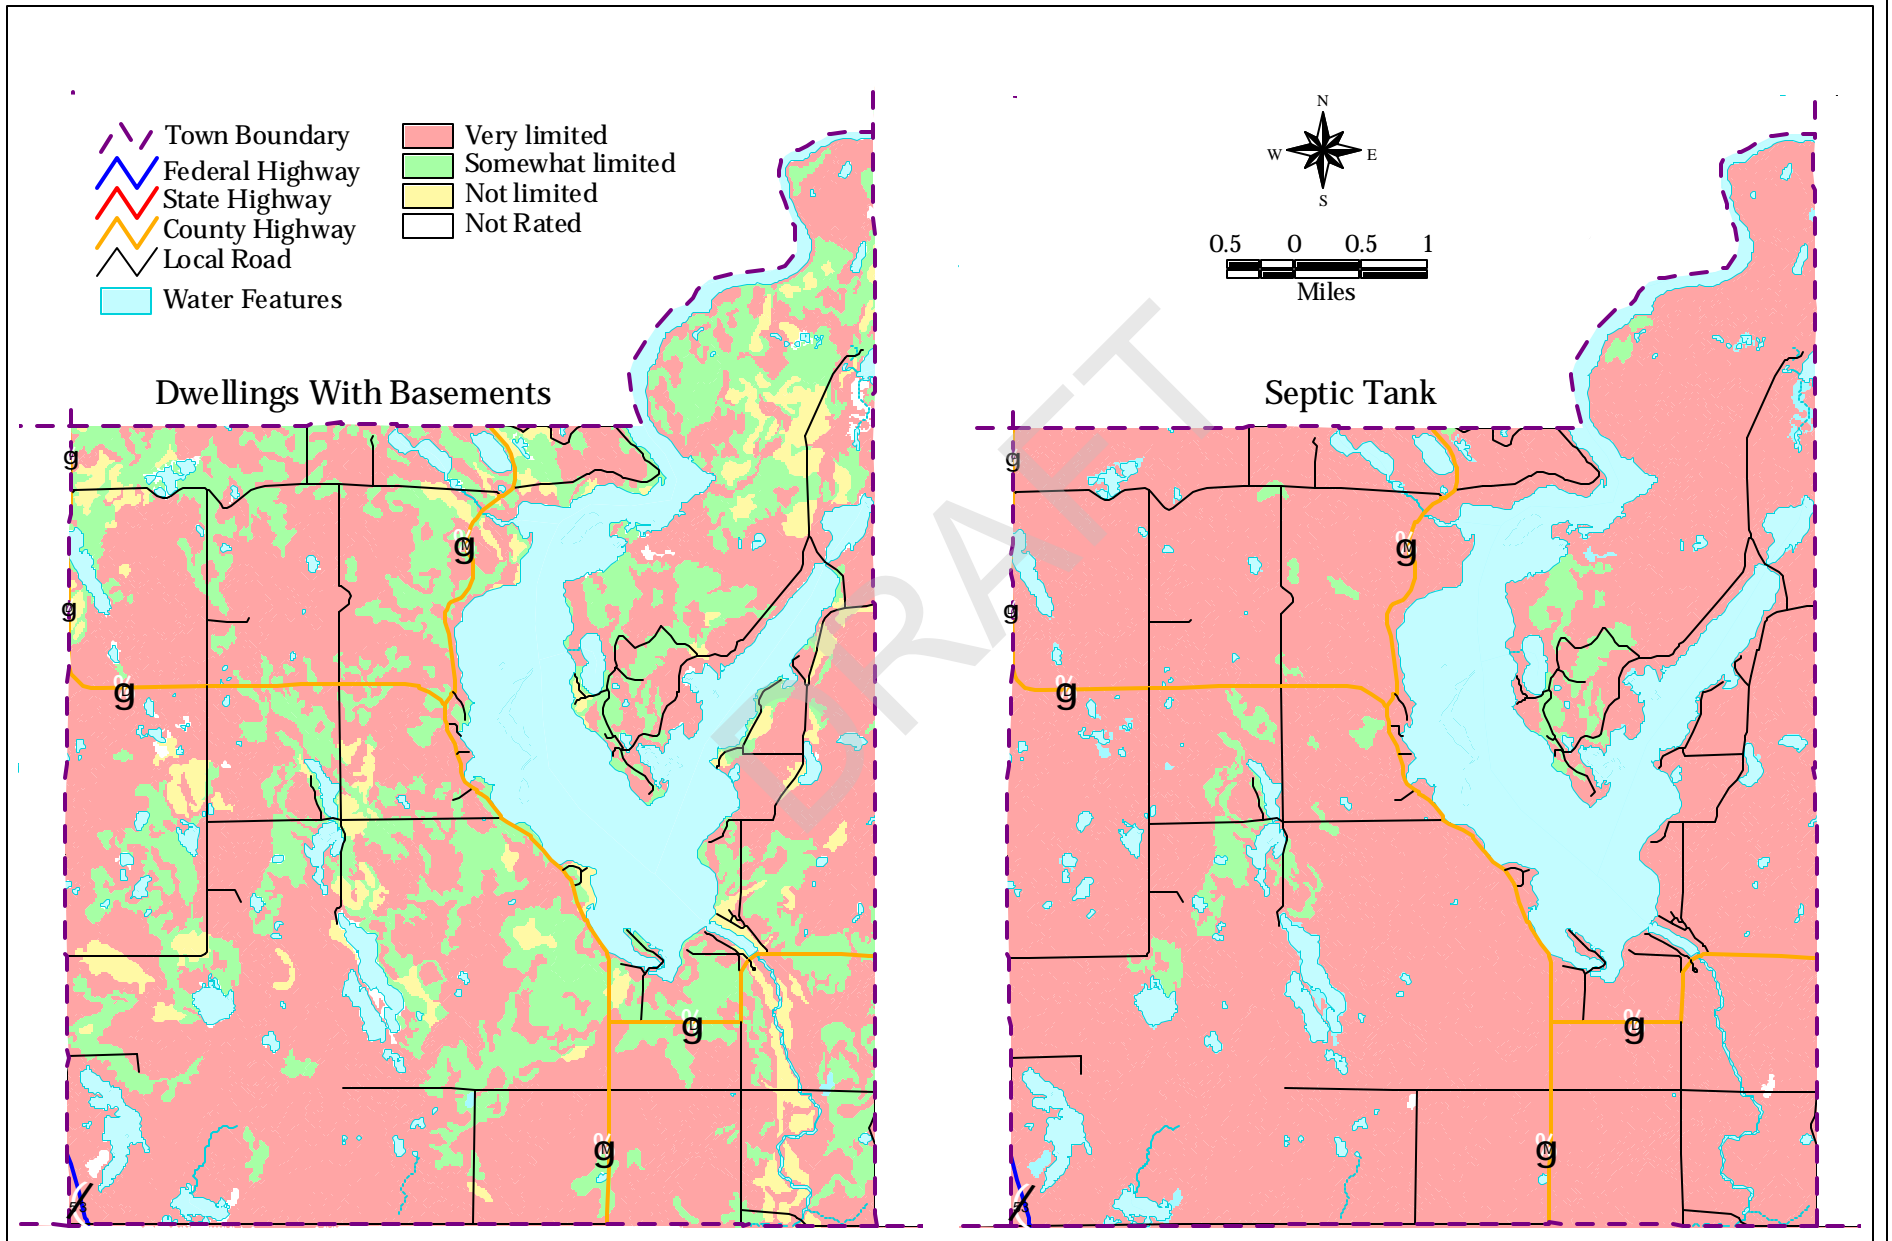 Town Boundary
Federal Highway
State Highway
County Highway
Local Road
Water Features
Very limited
Somewhat limited
Not limited
Not Rated
N
W E
S
0.5 0 0.5 1
Miles
Dwellings With Basements
Septic Tank
DRAFT
g
g
g
g
g
g
g
g
g
g
g
g